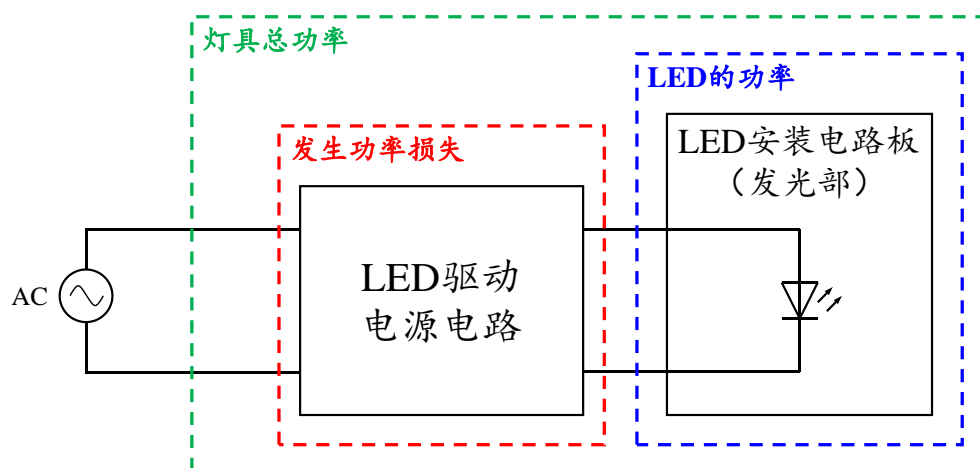 灯具总功率
LED的功率
发生功率损失
LED安装电路板
（发光部）
AC
LED驱动
电源电路